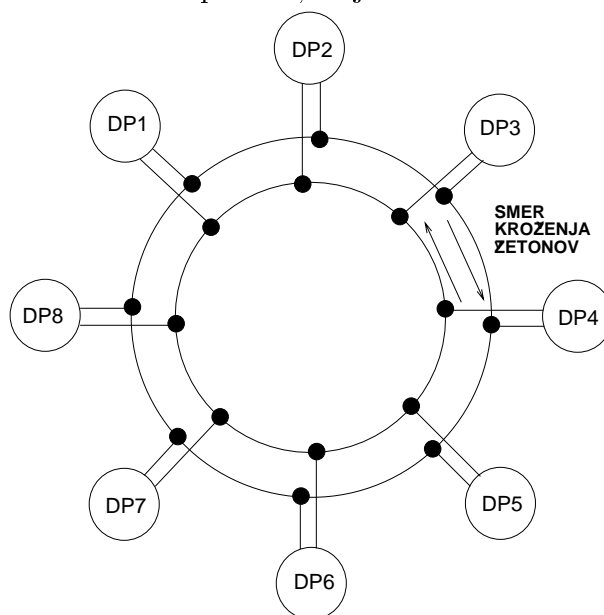 DP2
DP1
DP3
SMER
KROŽENJA
ŽETONOV
DP8
DP4
DP7
DP5
DP6